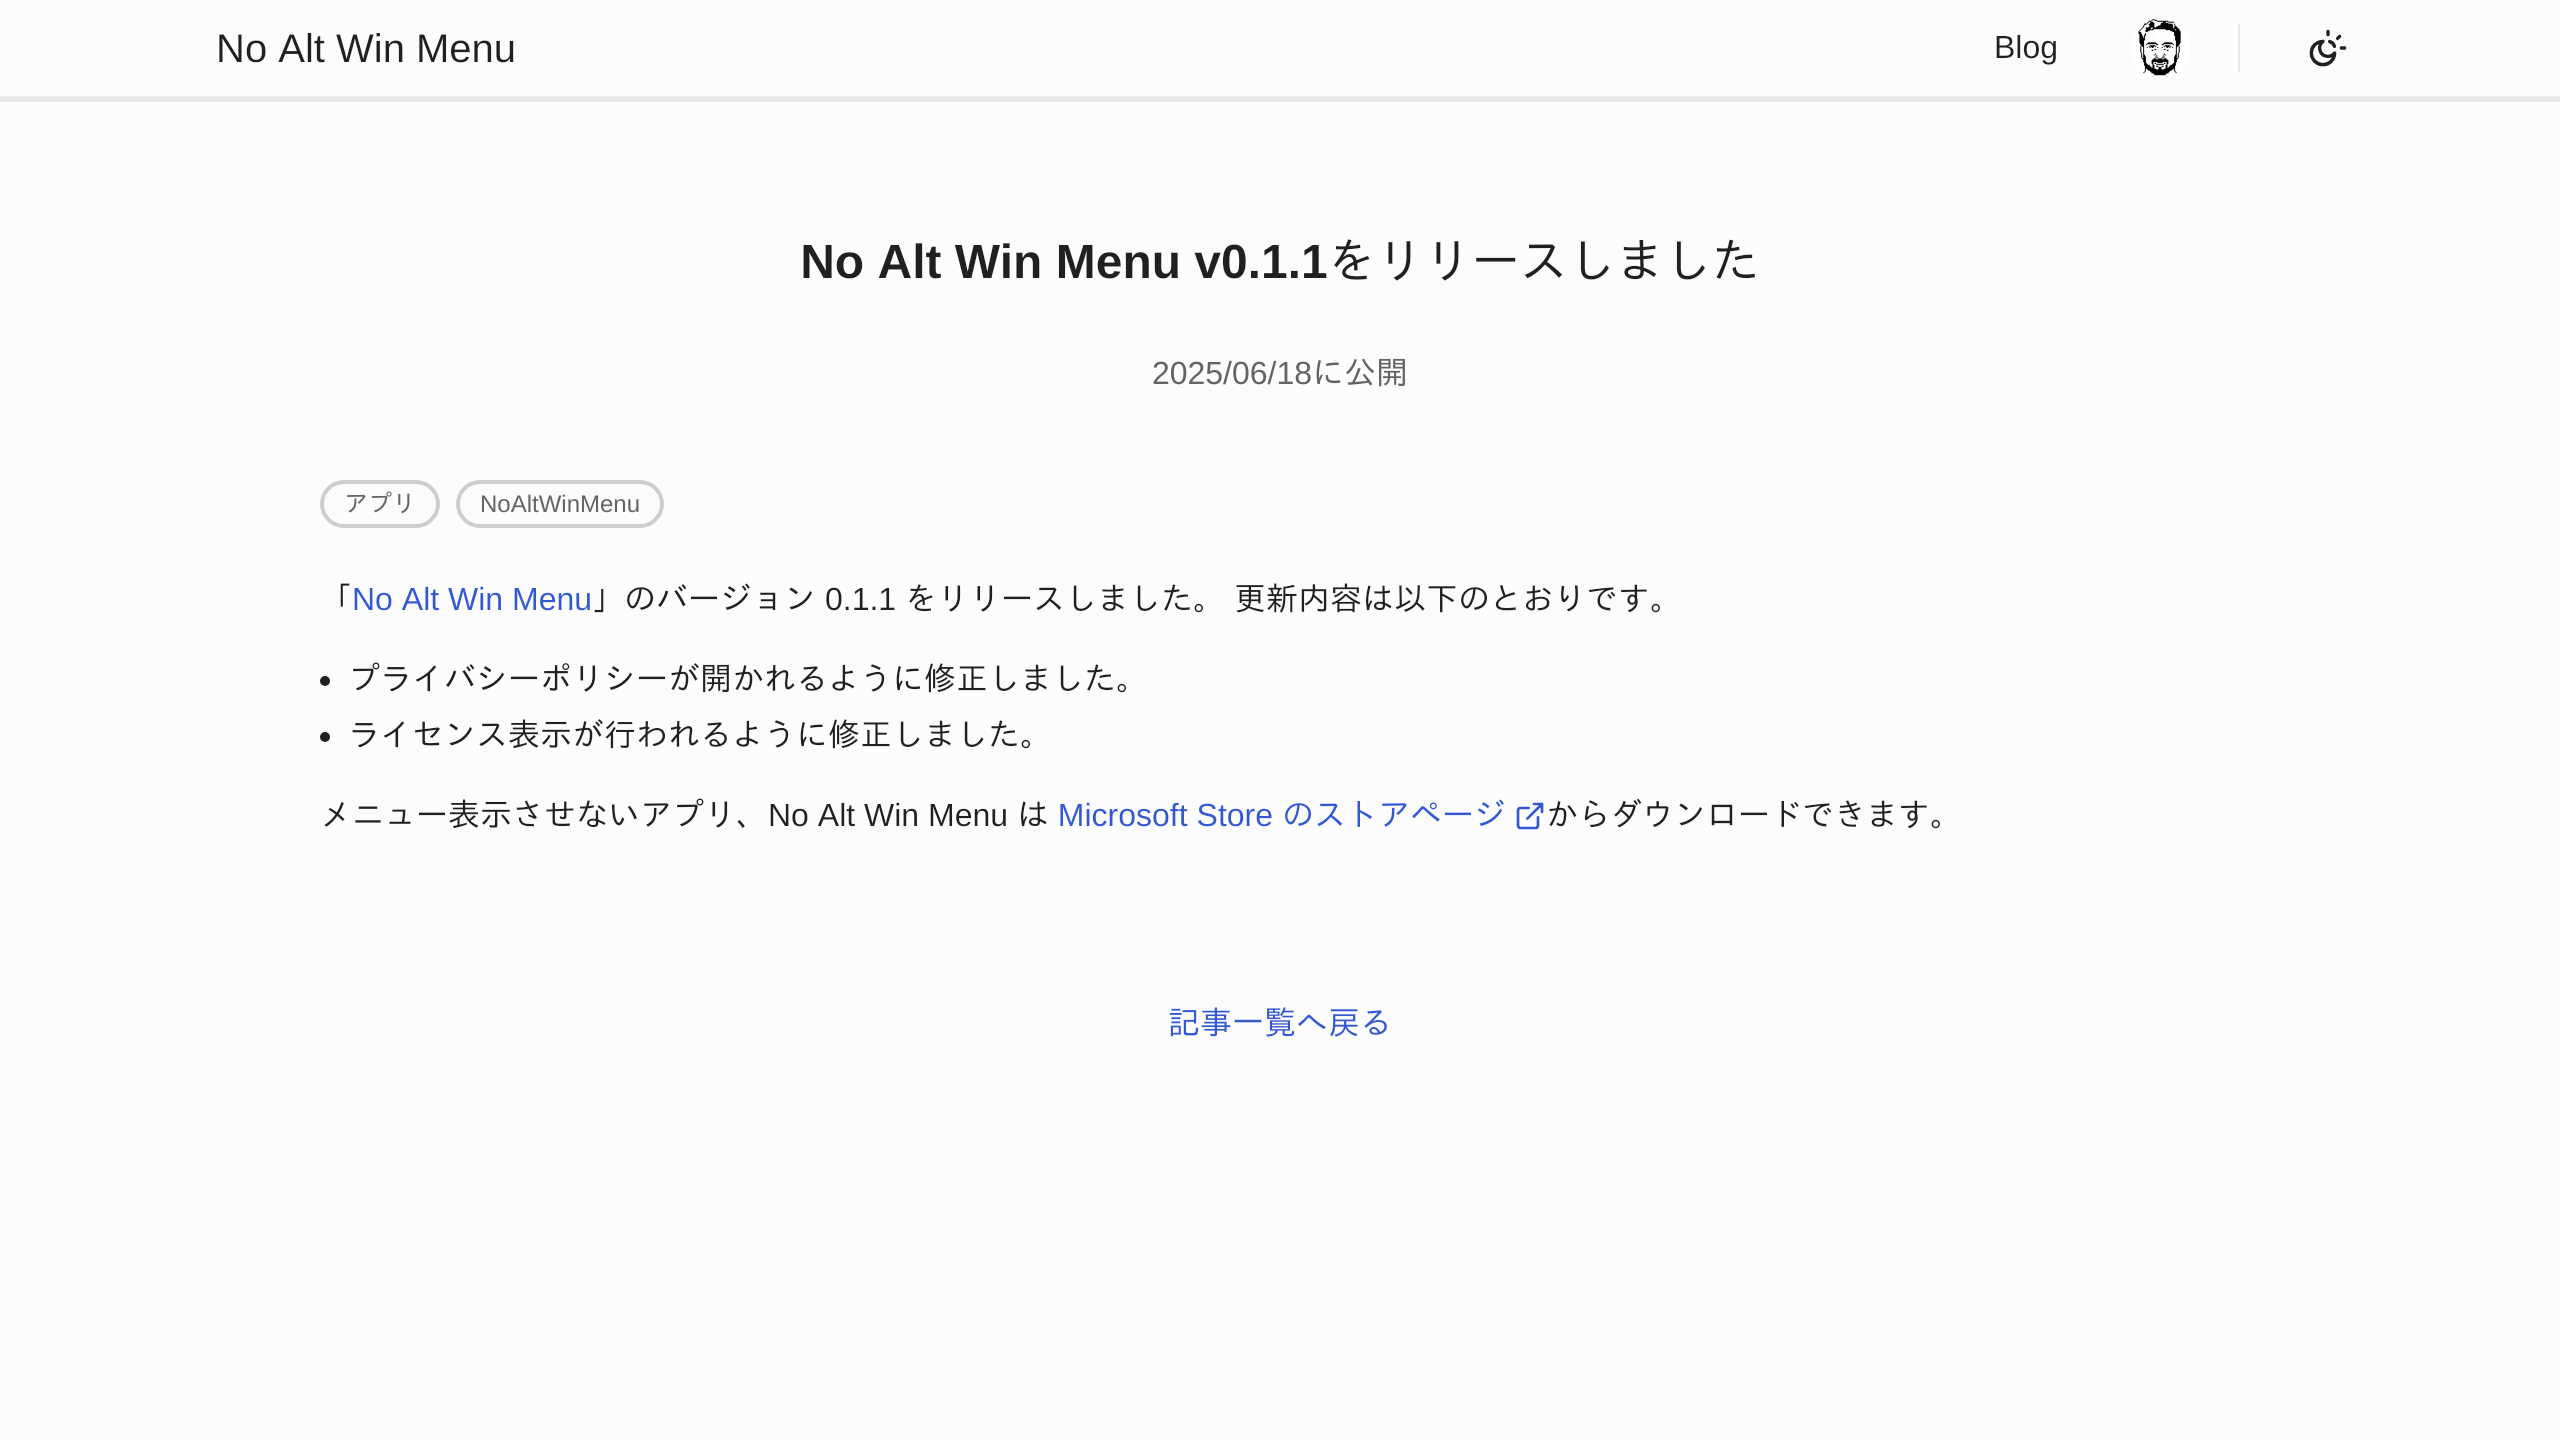 No Alt Win Menu
Blog
No Alt Win Menu v0.1.1をリリースしました
2025/06/18に公開
アプリ
NoAltWinMenu
「No Alt Win Menu」のバージョン 0.1.1 をリリースしました。 更新内容は以下のとおりです。
プライバシーポリシーが開かれるように修正しました。
ライセンス表示が行われるように修正しました。
メニュー表示させないアプリ、No Alt Win Menu は Microsoft Store のストアページからダウンロードできます。
記事一覧へ戻る